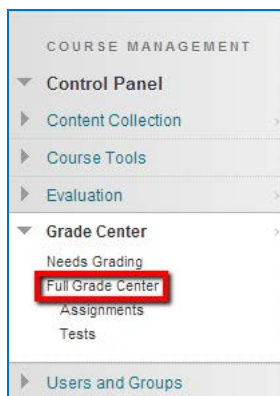 COURSE MANAGEMENT
Control Panel
Content Collection
Course Tools
Evaluation
Grade Center
Needs Grading
Full Grade Center
Assignments
Tests
Users and Groups